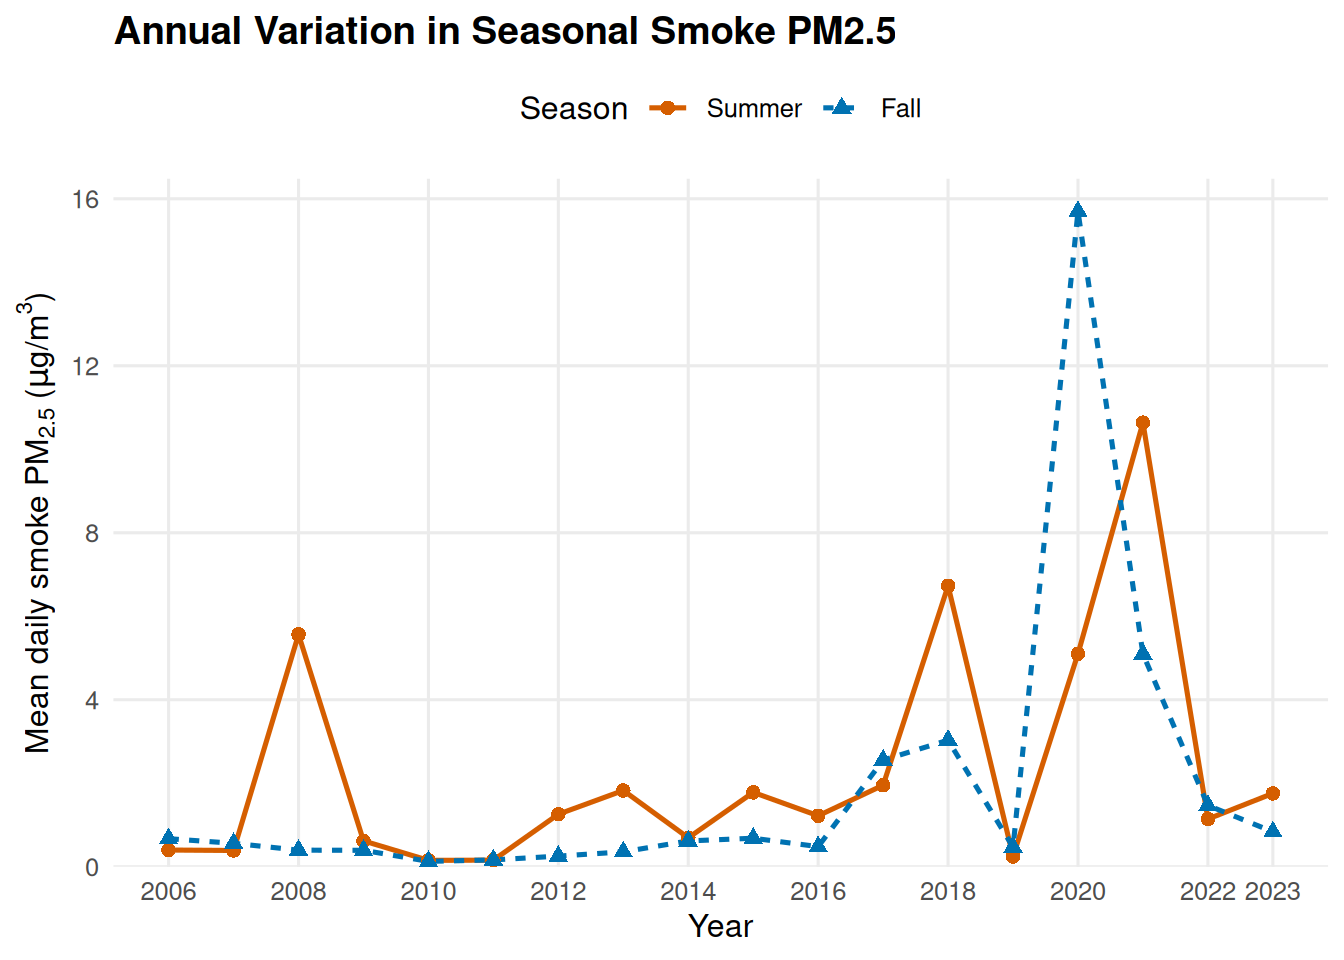 Annual Variation in Seasonal Smoke PM2.5
Season Summer Fall
Mean daily smoke PM2.5 (µg/m³)
16
12
8
4
0
2006 2008 2010 2012 2014 2016 2018 2020 2022 2023
Year